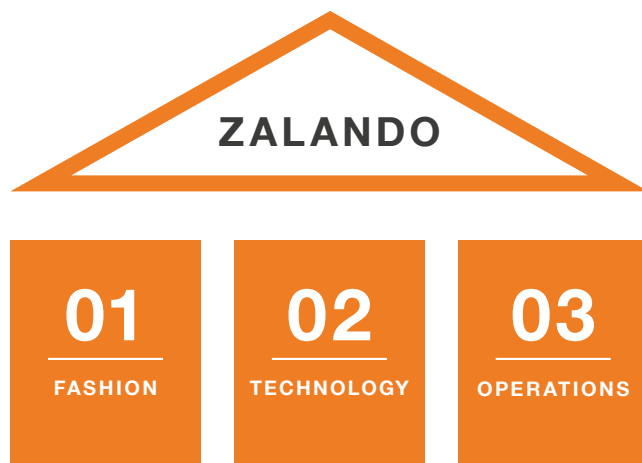 ZALANDO
01
FASHION
02
TECHNOLOGY
03
OPERATIONS